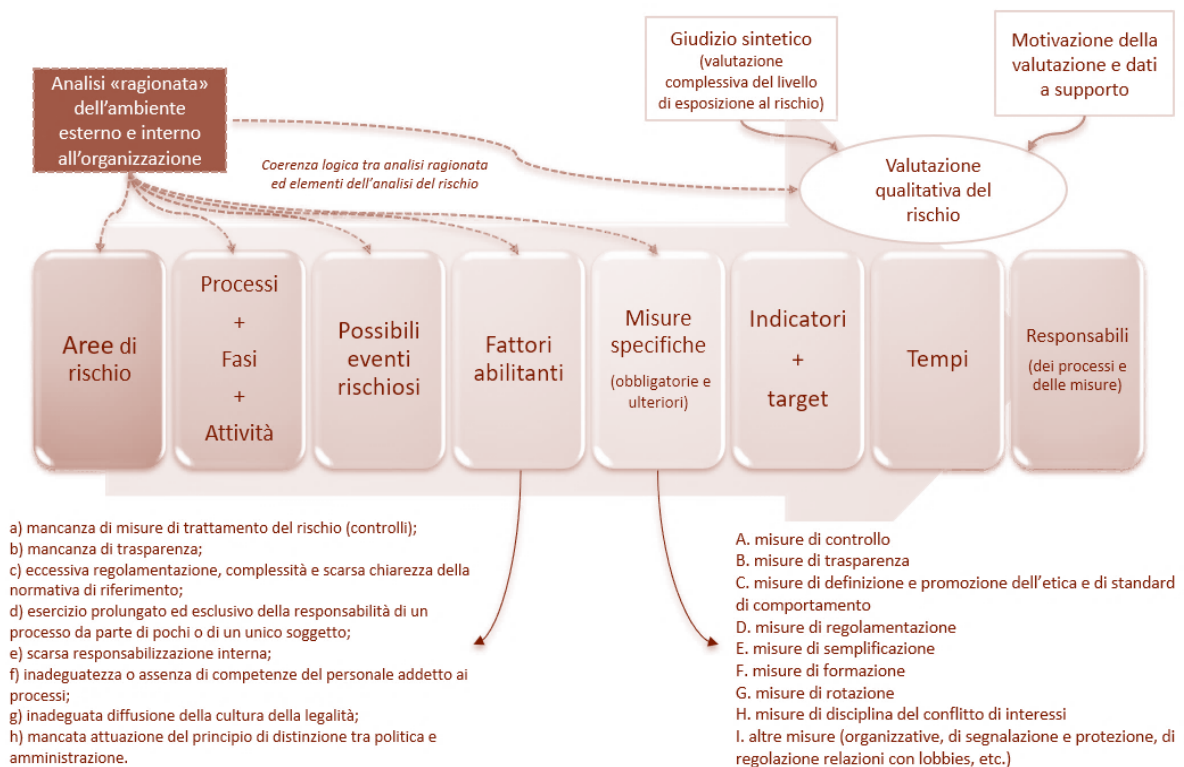 Giudizio sintetico
(valutazione
complessiva del livello
di esposizione al rischio)
Motivazione della
valutazione e dati
a supporto
Analisi «ragionata»
dell'ambiente
esterno e interno
all'organizzazione
Coerenza logica tra analisi ragionata
ed elementi dell'analisi del rischio
Valutazione
qualitativa del
rischio
Aree di
rischio
Processi
+
Fasi
+
Attività
Possibili
eventi
rischiosi
Fattori
abilitanti
Misure
specifiche
(obbligatorie e
ulteriori)
Indicatori
+
target
Tempi
Responsabili
(dei processi e
delle misure)
a) mancanza di misure di trattamento del rischio (controlli);
b) mancanza di trasparenza;
c) eccessiva regolamentazione, complessità e scarsa chiarezza della
normativa di riferimento;
d) esercizio prolungato ed esclusivo della responsabilità di un
processo da parte di pochi o di un unico soggetto;
e) scarsa responsabilizzazione interna;
f) inadeguatezza o assenza di competenze del personale addetto ai
processi;
g) inadeguata diffusione della cultura della legalità;
h) mancata attuazione del principio di distinzione tra politica e
amministrazione.
A. misure di controllo
B. misure di trasparenza
C. misure di definizione e promozione dell'etica e di standard
di comportamento
D. misure di regolamentazione
E. misure di semplificazione
F. misure di formazione
G. misure di rotazione
H. misure di disciplina del conflitto di interessi
I. altre misure (organizzative, di segnalazione e protezione, di
regolazione relazioni con lobbies, etc.)